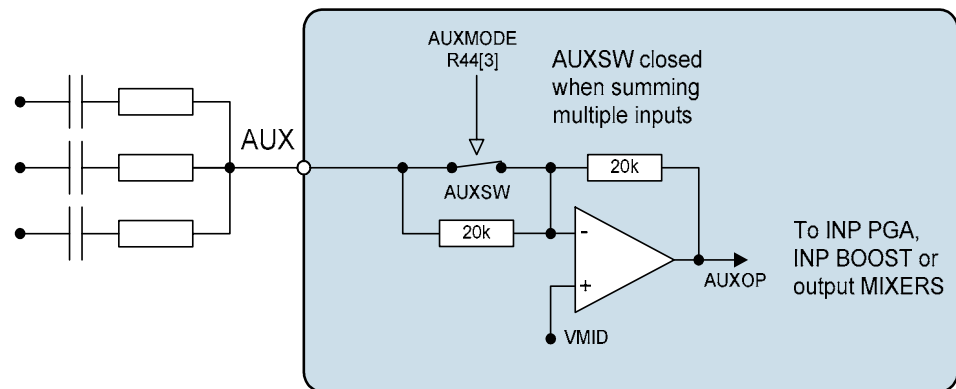 AUXMODE
R44[3]
AUXSW closed
when summing
multiple inputs
AUX
AUXSW
20k
20k
-
+
VMID
AUXOP
To INP PGA,
INP BOOST or
output MIXERS